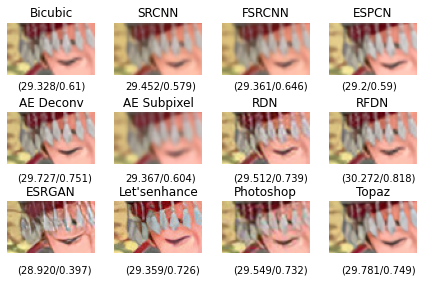 Bicubic SRCNN FSRCNN ESPCN
(29.328/0.61) 29.452/0.579) (29.361/0.646) (29.2/0.59)
AE Deconv AE Subpixel RDN RFDN
(29.727/0.751) 29.367/0.604) (29.512/0.739) (30.272/0.818)
ESRGAN Let'senhance Photoshop Topaz
(28.920/0.397) (29.359/0.726) (29.549/0.732) (29.781/0.749)